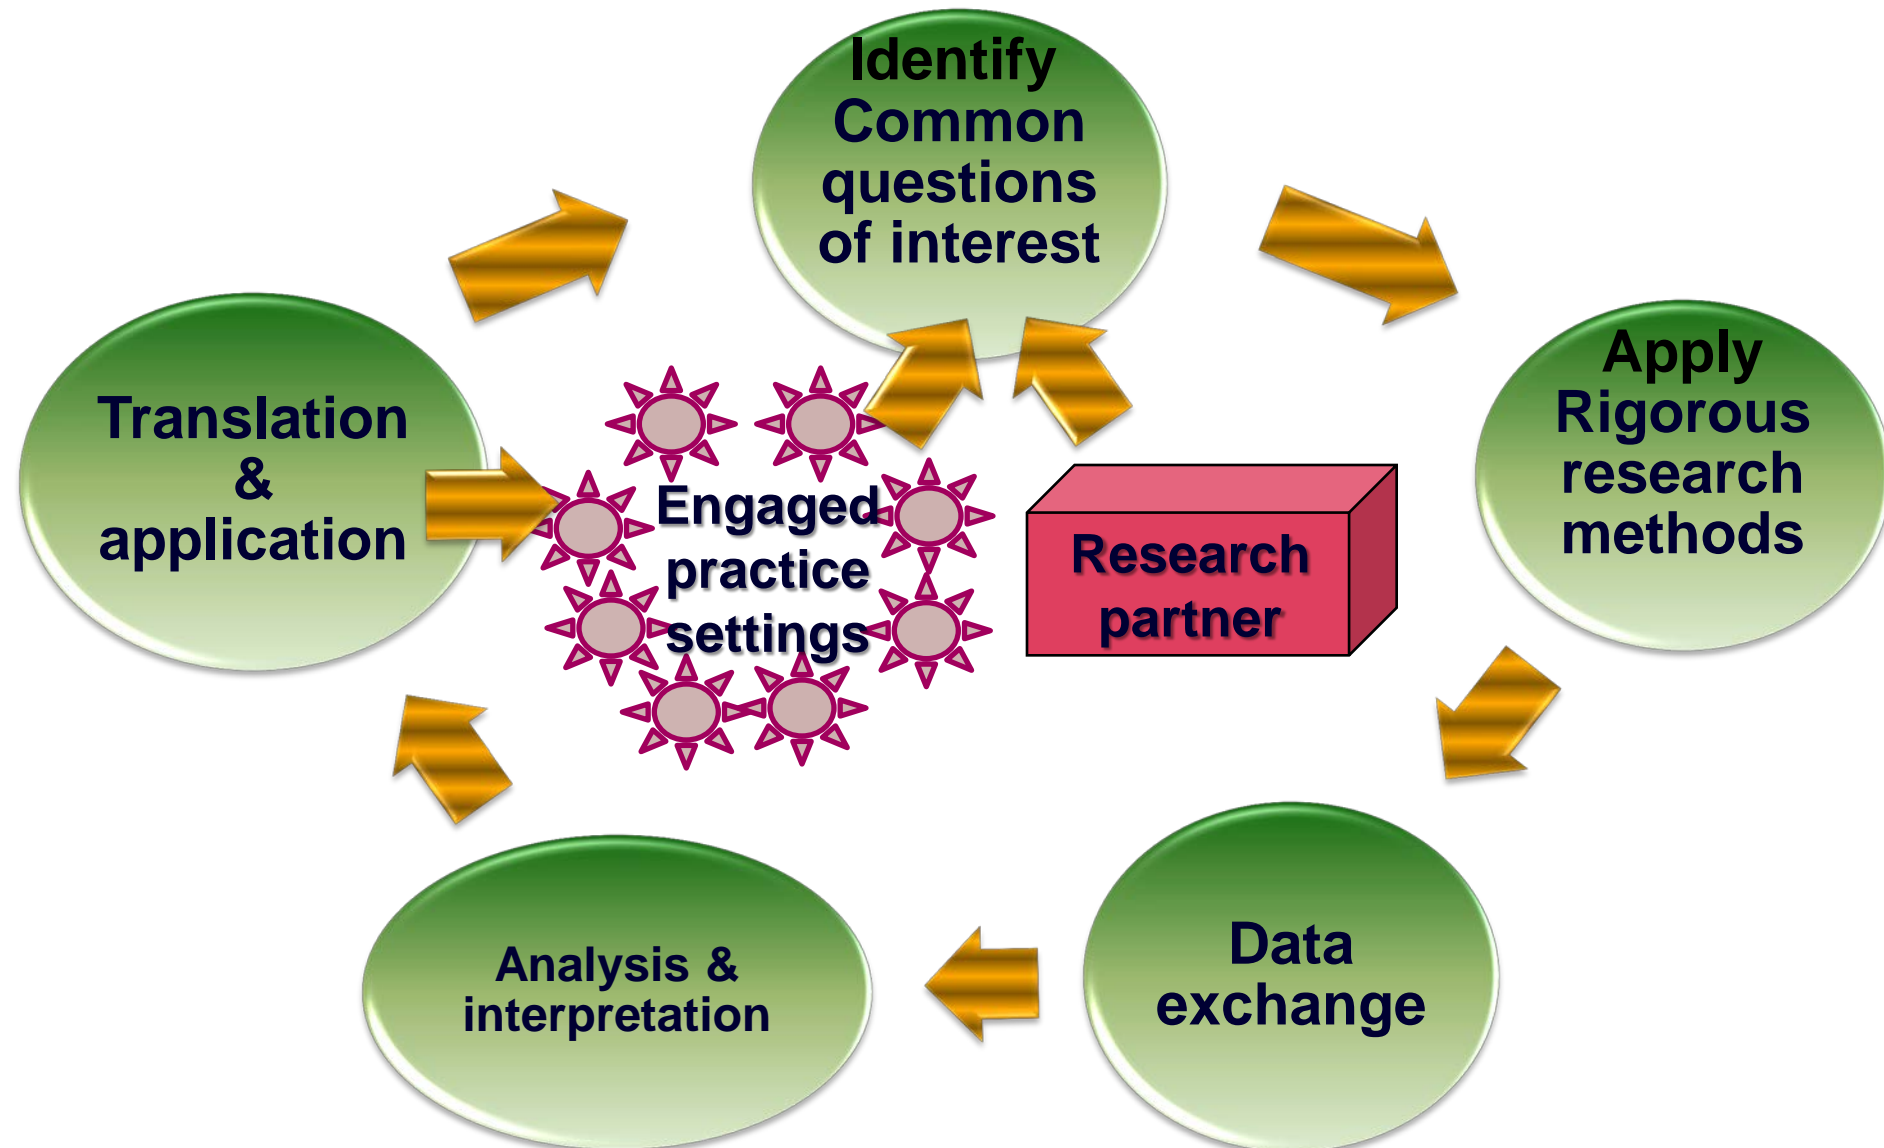 Identify
Common
questions
of interest
Apply
Rigorous
research
methods
Data
exchange
Analysis &
interpretation
Translation
&
application
Engaged
practice
settings
Research
partner